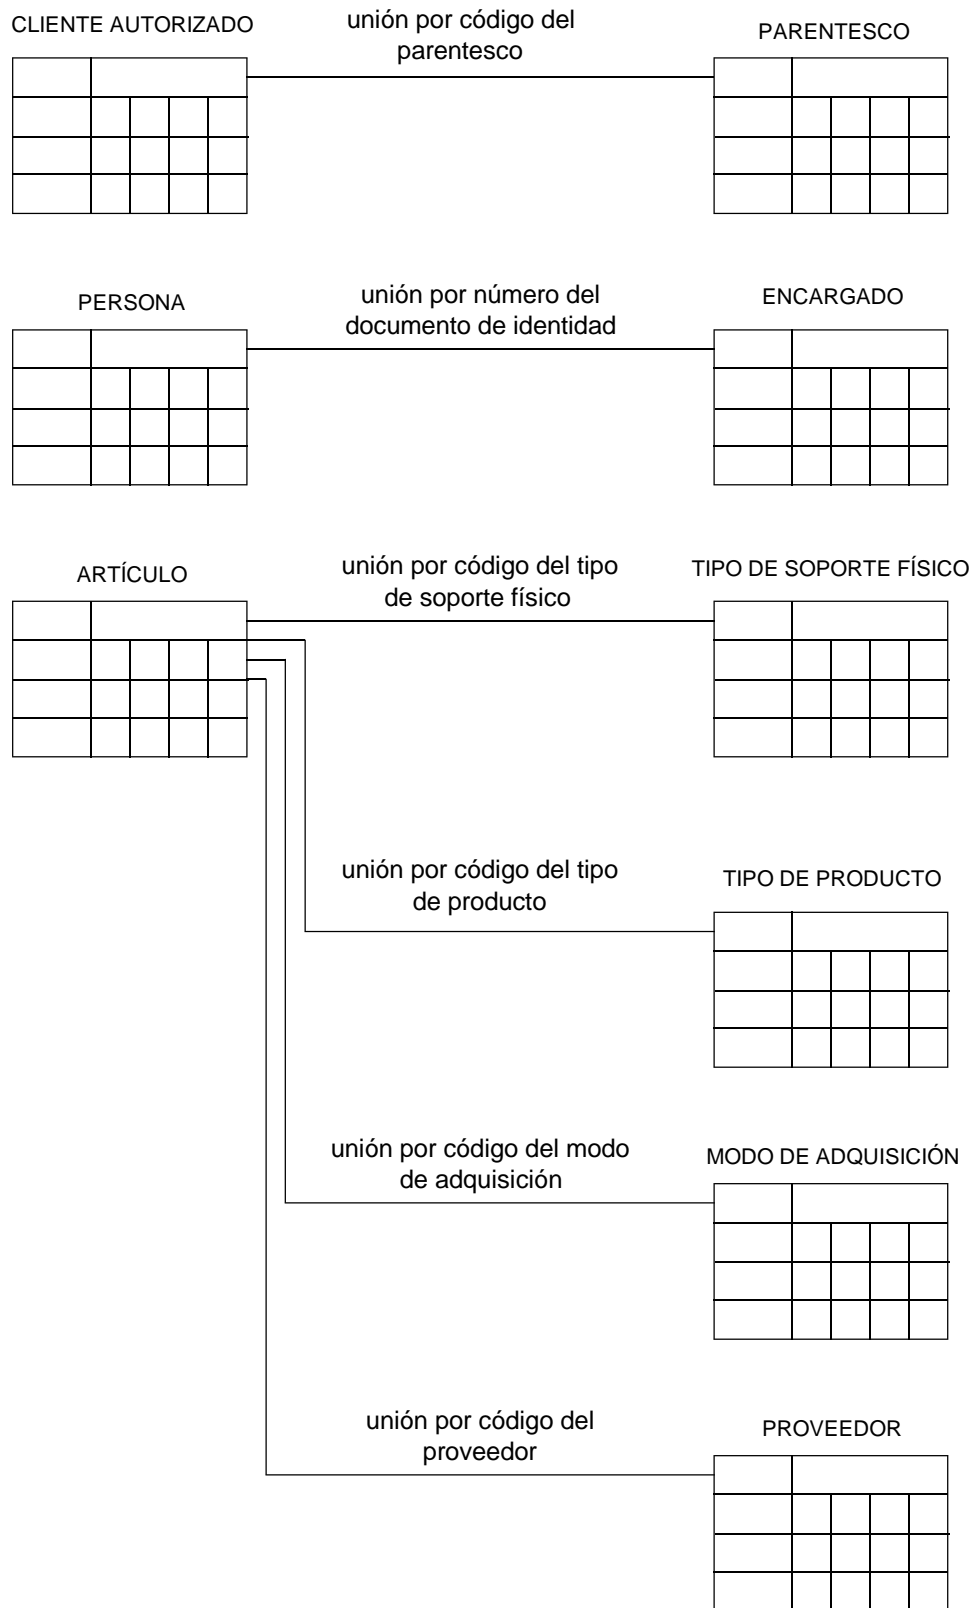 CLIENTE AUTORIZADO
unión por código del
parentesco
PARENTESCO
PERSONA
unión por número del
documento de identidad
ENCARGADO
ARTÍCULO
unión por código del tipo
de soporte físico
TIPO DE SOPORTE FÍSICO
unión por código del tipo
de producto
TIPO DE PRODUCTO
unión por código del modo
de adquisición
MODO DE ADQUISICIÓN
unión por código del
proveedor
PROVEEDOR